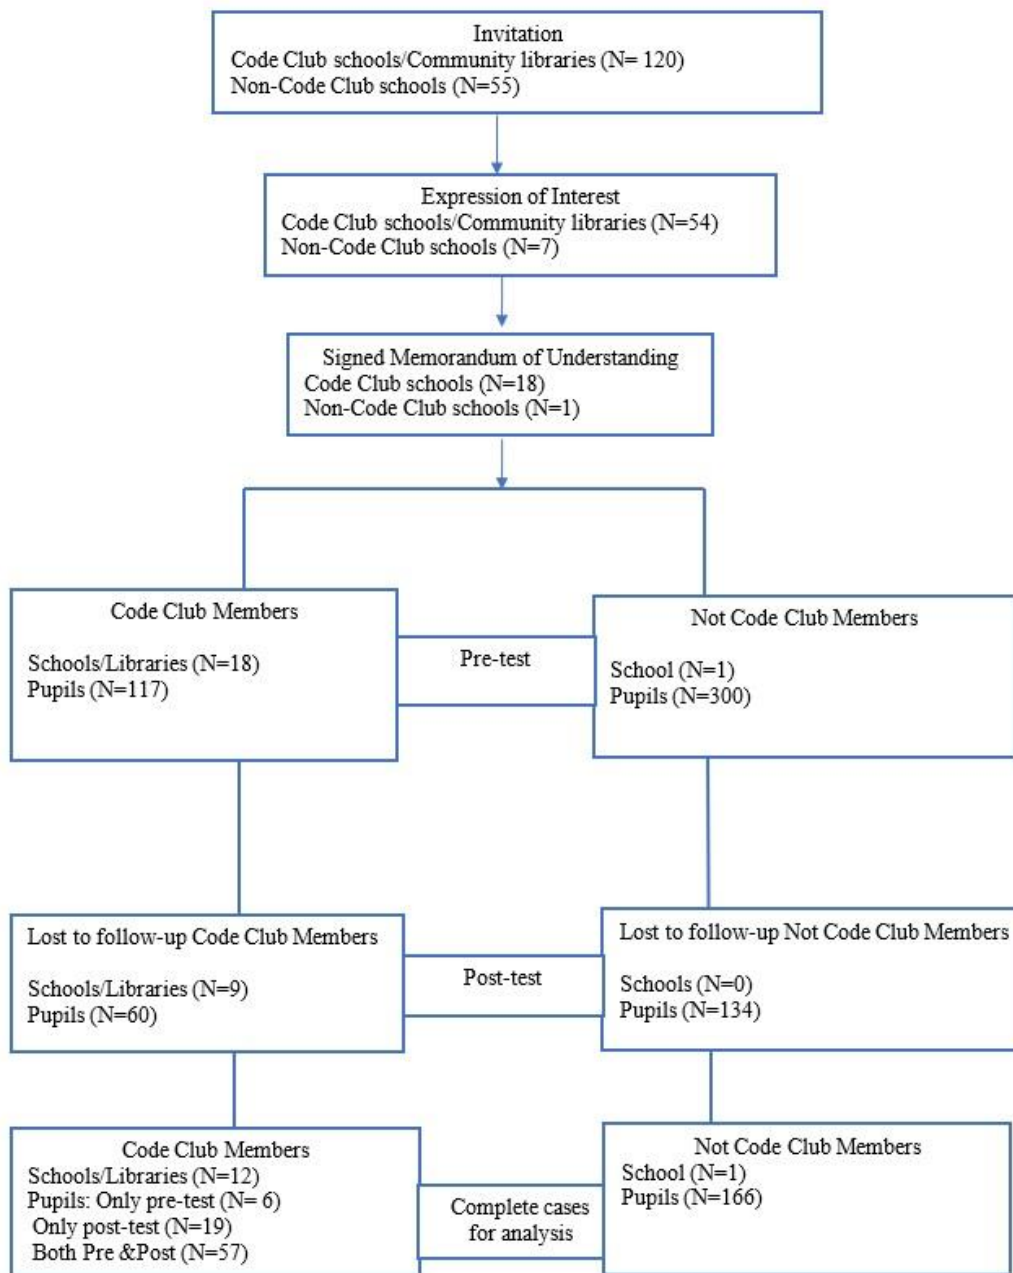 Invitation
Code Club schools/Community libraries (N= 120)
Non-Code Club schools (N=55)
Expression of Interest
Code Club schools/Community libraries (N=54)
Non-Code Club schools (N=7)
Signed Memorandum of Understanding
Code Club schools (N=18)
Non-Code Club schools (N=1)
Code Club Members
Schools/Libraries (N=18)
Pupils (N=117)
Pre-test
Not Code Club Members
School (N=1)
Pupils (N=300)
Lost to follow-up Code Club Members
Schools/Libraries (N=9)
Pupils (N=60)
Post-test
Lost to follow-up Not Code Club Members
Schools (N=0)
Pupils (N=134)
Code Club Members
Schools/Libraries (N=12)
Pupils: Only pre-test (N= 6)
Only post-test (N=19)
Both Pre &Post (N=57)
Complete cases
for analysis
Not Code Club Members
School (N=1)
Pupils (N=166)